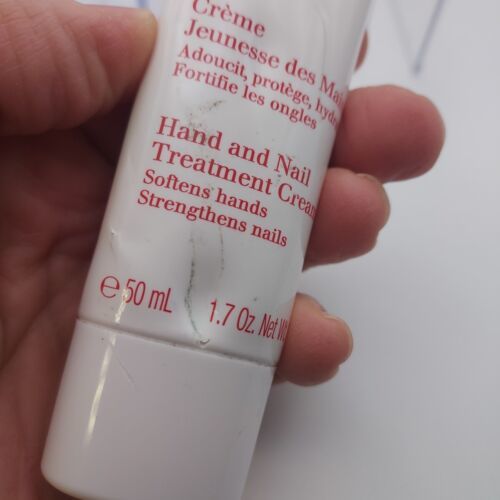 Crème
Jeunesse des
Adoucit, protège,
Fortifie les ongles
Hand and Nail
Treatment Cream
Softens hands
Strengthens nails
e 50 mL 1.7 Oz. Net